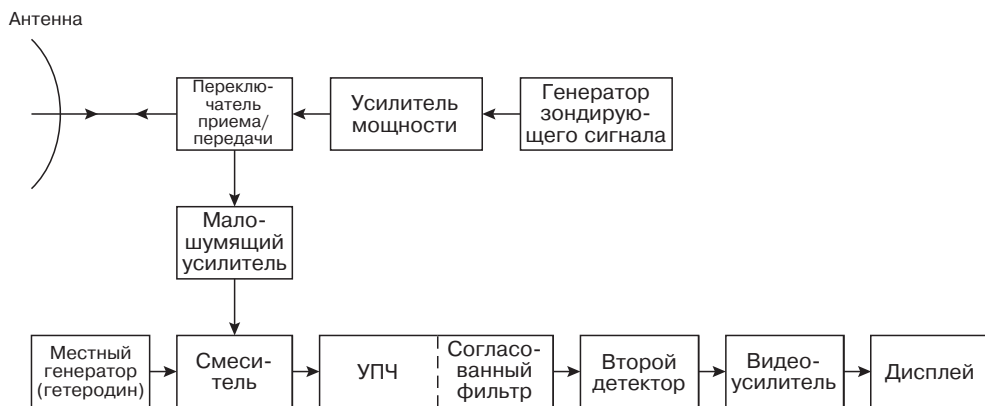 Антенна
Переклю-
чатель
приема/
передачи
Усилитель
мощности
Генератор
зондирую-
щего сигнала
Мало-
шумящий
усилитель
Местный
генератор
(гетеродин)
Смеси-
тель
УПЧ
Согласо-
ванный
фильтр
Второй
детектор
Видео-
усилитель
Дисплей